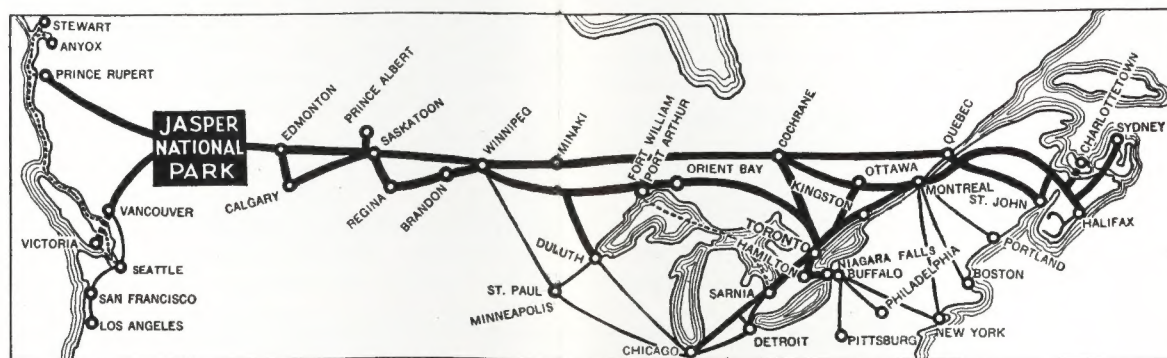 STEWART
ANYOX
PRINCE RUPERT
JASPER
NATIONAL
PARK
VANCOUVER
VICTORIA
SEATTLE
SAN FRANCISCO
LOS ANGELES
EDMONTON
CALGARY
PRINCE ALBERT
SASKATOON
REGINA
BRANDON
WINNIPEG
MINAKI
FORT WILLIAM
PORT ARTHUR
ORIENT BAY
DULUTH
ST. PAUL
MINNEAPOLIS
CHICAGO
COCHRANE
OTTAWA
KINGSTON
TORONTO
HAMILTON
SARNIA
DETROIT
NIAGARA FALLS
BUFFALO
PITTSBURG
PHILADELPHIA
NEW YORK
BOSTON
PORTLAND
QUEBEC
MONTREAL
ST. JOHN
CHARLOTTETOWN
SYDNEY
HALIFAX